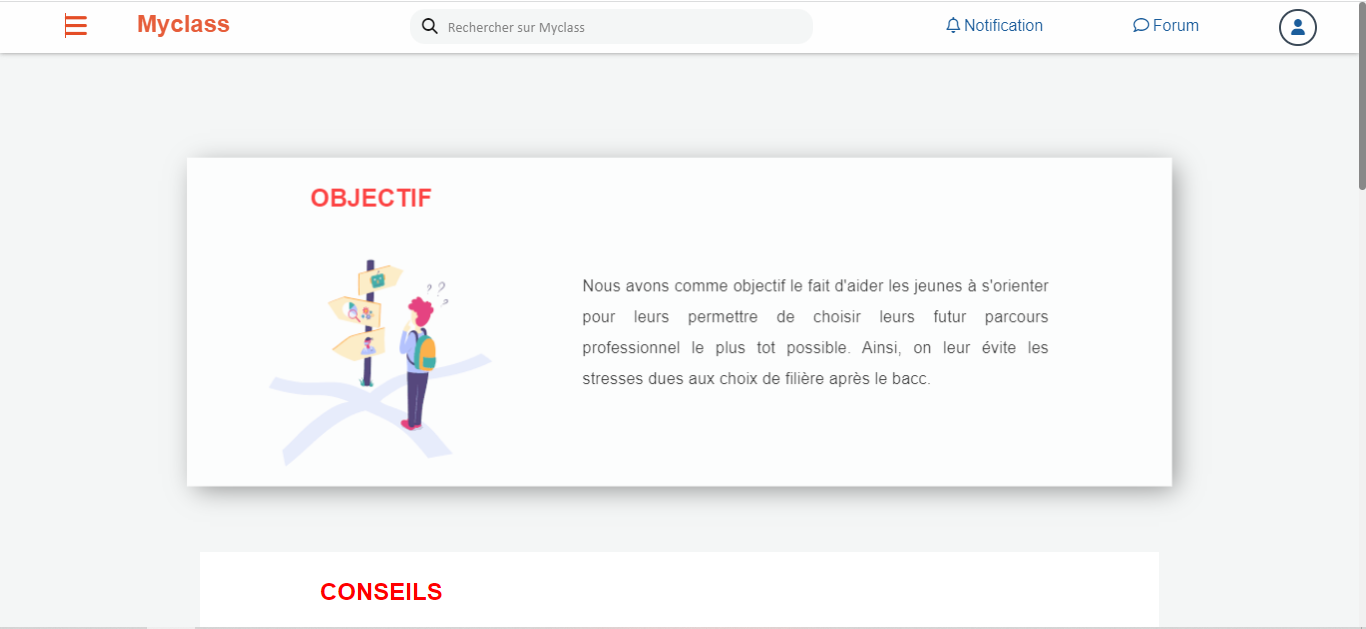 Myclass
Rechercher sur Myclass
Notification
Forum
OBJECTIF
? ?
?
Nous avons comme objectif le fait d'aider les jeunes à s'orienter
pour leurs permettre de choisir leurs futur parcours
professionnel le plus tot possible. Ainsi, on leur évite les
stresses dues aux choix de filière après le bacc.
CONSEILS